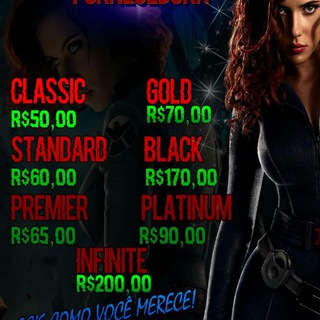 CLASSIC GOLD
R$50,00 R$70,00
STANDARD BLACK
R$60,00 R$170,00
PREMIER PLATINUM
R$65,00 R$90,00
INFINITE
R$200,00
COMO VOCÊ MERECE!